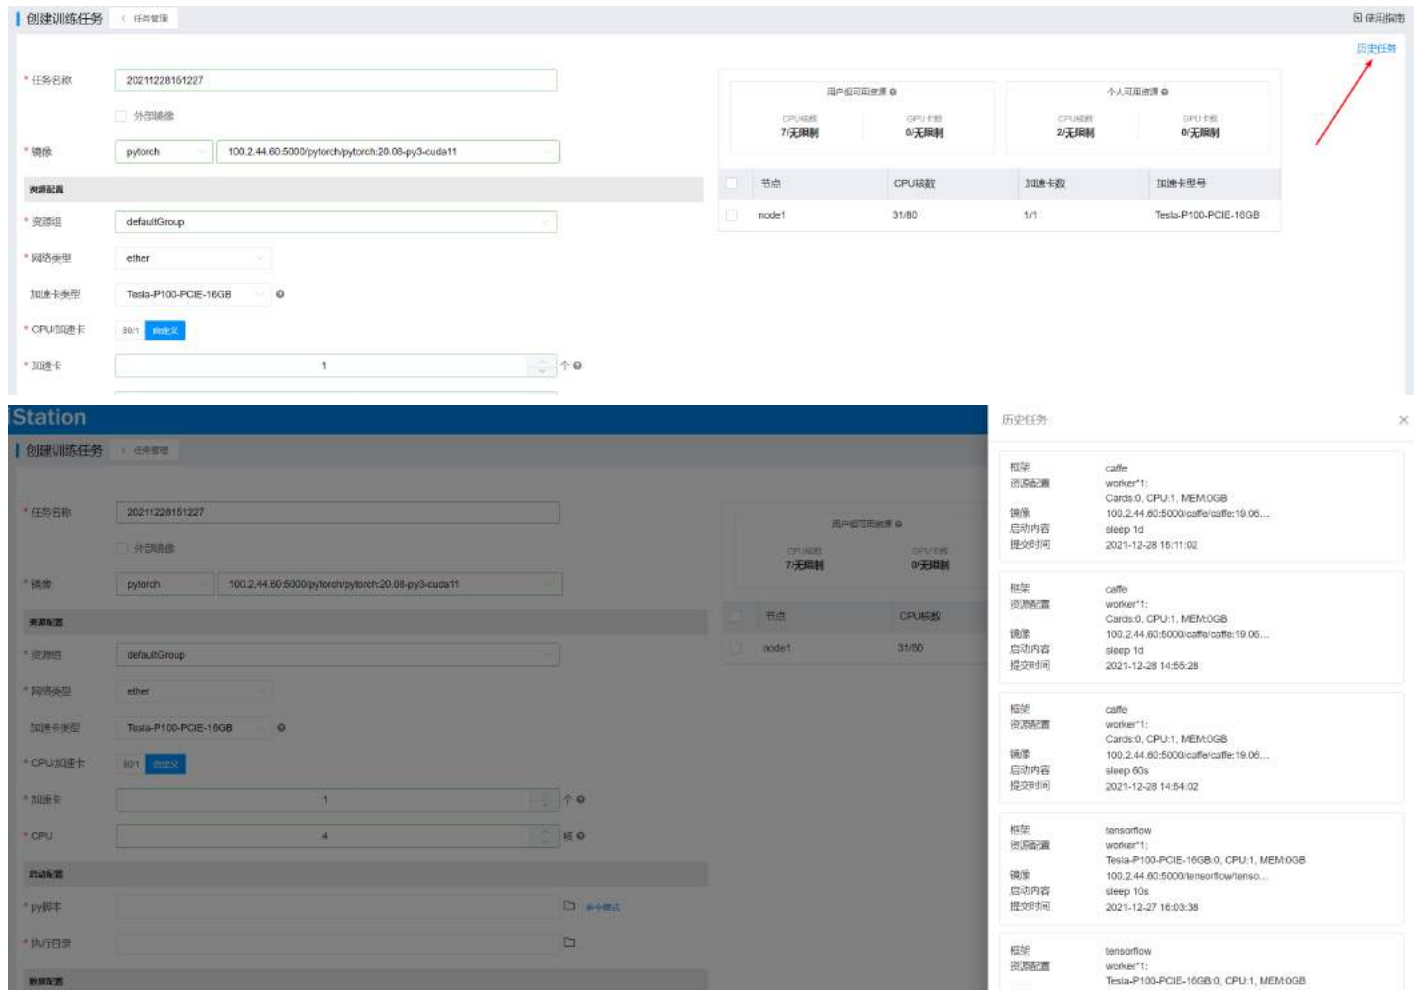 创建训练任务
任务管理
使用指南
历史任务
* 任务名称 20211228151227
外部镜像
* 镜像 pytorch 100.2.44.60:5000/pytorch/pytorch:20.08-py3-cuda11
资源配置
* 资源组 defaultGroup
* 网络类型 ether
加速卡类型 Tesla-P100-PCIE-16GB
* CPU/加速卡 80/1 自定义
* 加速卡 1 个
用户组可用资源 个人可用资源
CPU核数 GPU卡数 CPU核数 GPU卡数
7/无限制 0/无限制 2/无限制 0/无限制
节点 CPU核数 加速卡数 加速卡型号
node1 31/80 1/1 Tesla-P100-PCIE-16GB
iStation
创建训练任务
任务管理
* 任务名称 20211228151227
外部镜像
* 镜像 pytorch 100.2.44.60:5000/pytorch/pytorch:20.08-py3-cuda11
资源配置
* 资源组 defaultGroup
* 网络类型 ether
加速卡类型 Tesla-P100-PCIE-16GB
* CPU/加速卡 80/1 自定义
* 加速卡 1 个
* CPU 4 核
启动配置
* py脚本 命令模式
* 执行目录
数据配置
用户组可用资源
CPU核数 GPU卡数
7/无限制 0/无限制
节点 CPU核数
node1 31/80
历史任务
框架 caffe
资源配置 worker*1:
Cards:0, CPU:1, MEM:0GB
镜像 100.2.44.60:5000/caffe/caffe:19.06...
启动内容 sleep 1d
提交时间 2021-12-28 15:11:02
框架 caffe
资源配置 worker*1:
Cards:0, CPU:1, MEM:0GB
镜像 100.2.44.60:5000/caffe/caffe:19.06...
启动内容 sleep 1d
提交时间 2021-12-28 14:55:28
框架 caffe
资源配置 worker*1:
Cards:0, CPU:1, MEM:0GB
镜像 100.2.44.60:5000/caffe/caffe:19.06...
启动内容 sleep 60s
提交时间 2021-12-28 14:54:02
框架 tensorflow
资源配置 worker*1:
Tesla-P100-PCIE-16GB:0, CPU:1, MEM:0GB
镜像 100.2.44.60:5000/tensorflow/tenso...
启动内容 sleep 10s
提交时间 2021-12-27 16:03:38
框架 tensorflow
资源配置 worker*1:
Tesla-P100-PCIE-16GB:0, CPU:1, MEM:0GB